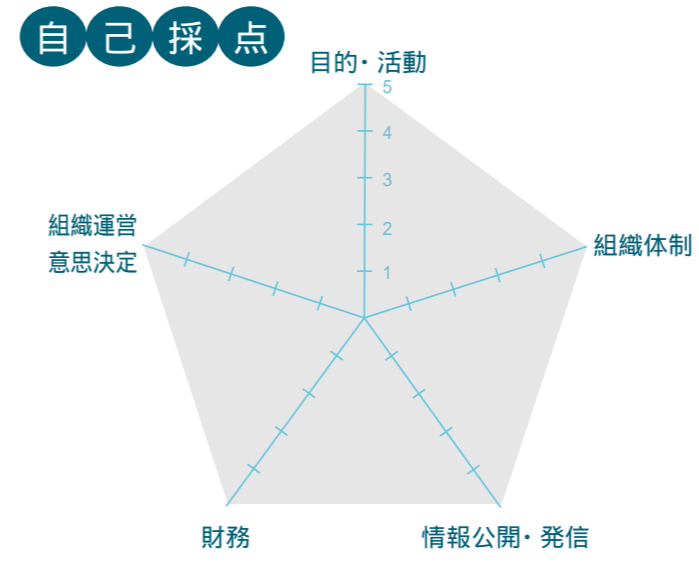 自己採点
目的・活動
5
4
3
2
1
組織運営
意思決定
組織体制
財務
情報公開・発信